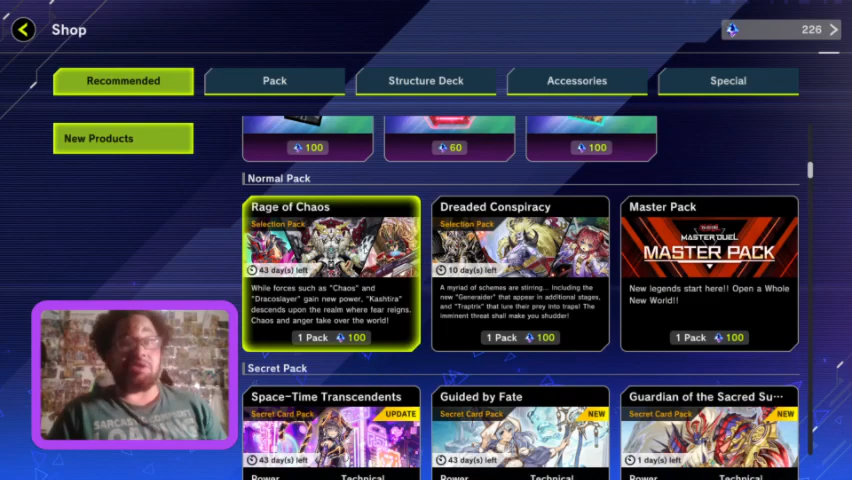 Shop
226
Recommended
Pack
Structure Deck
Accessories
Special
New Products
100
60
100
Normal Pack
Rage of Chaos
Selection Pack
43 day(s) left
While forces such as "Chaos" and
"Dracoslayer" gain new power, "Kashtira"
descends upon the realm where fear reigns.
Chaos and anger take over the world!
1 Pack 100
Dreaded Conspiracy
Selection Pack
10 day(s) left
A myriad of schemes are stirring... Including the
new "Generaider" that appear in additional stages,
and "Traptrix" that lure their prey into traps! The
imminent threat shall make you shudder!
1 Pack 100
Master Pack
MASTER DUEL
MASTER PACK
New legends start here!! Open a Whole
New World!!
1 Pack 100
Secret Pack
Space-Time Transcendents
Secret Card Pack
UPDATE
43 day(s) left
Power Technical
Guided by Fate
Secret Card Pack
NEW
43 day(s) left
Power Technical
Guardian of the Sacred Su…
Secret Card Pack
NEW
1 day(s) left
Power Technical
SARCASTIC COMMENT